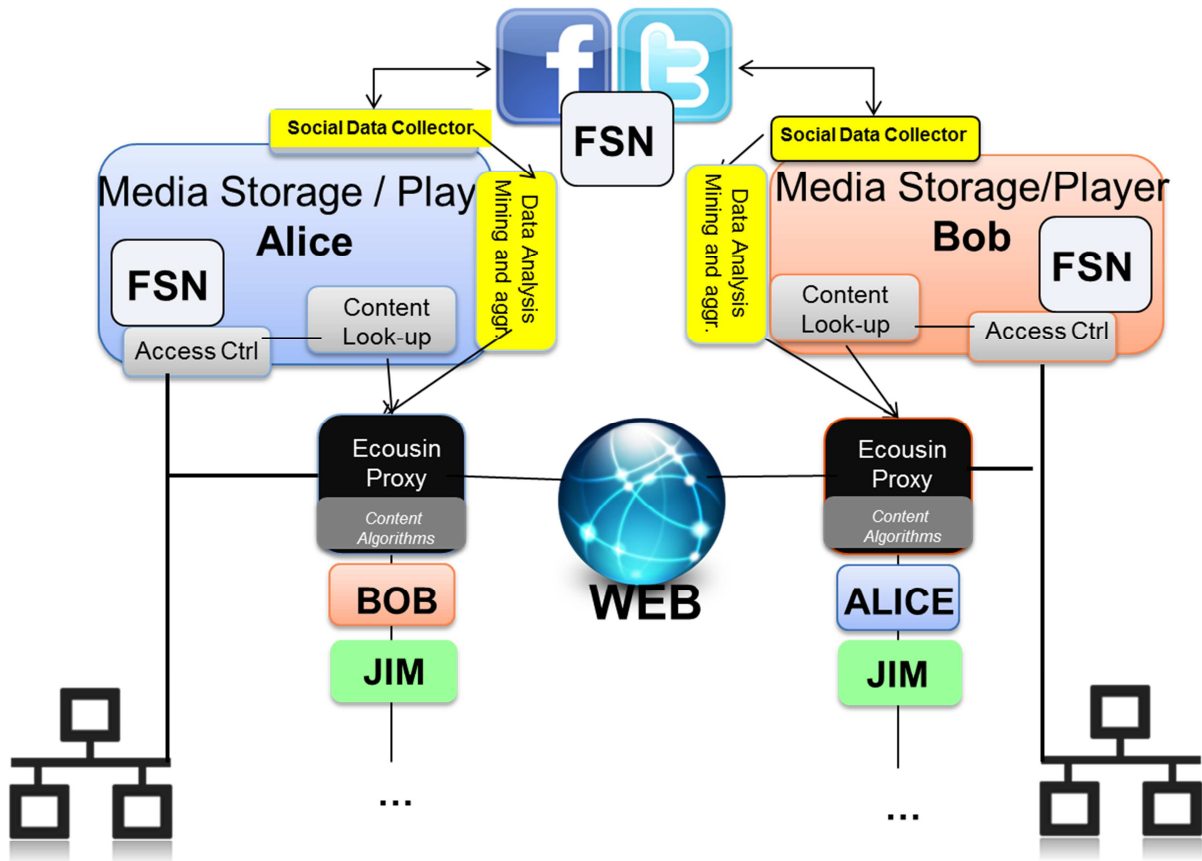 f
t
FSN
Social Data Collector
Social Data Collector
Media Storage / Play
Alice
FSN
Data Analysis
Mining and aggr.
Content
Look-up
Access Ctrl
Data Analysis
Mining and aggr.
Media Storage/Player
Bob
FSN
Content
Look-up
Access Ctrl
Ecousin
Proxy
Content
Algorithms
BOB
JIM
...
WEB
Ecousin
Proxy
Content
Algorithms
ALICE
JIM
...